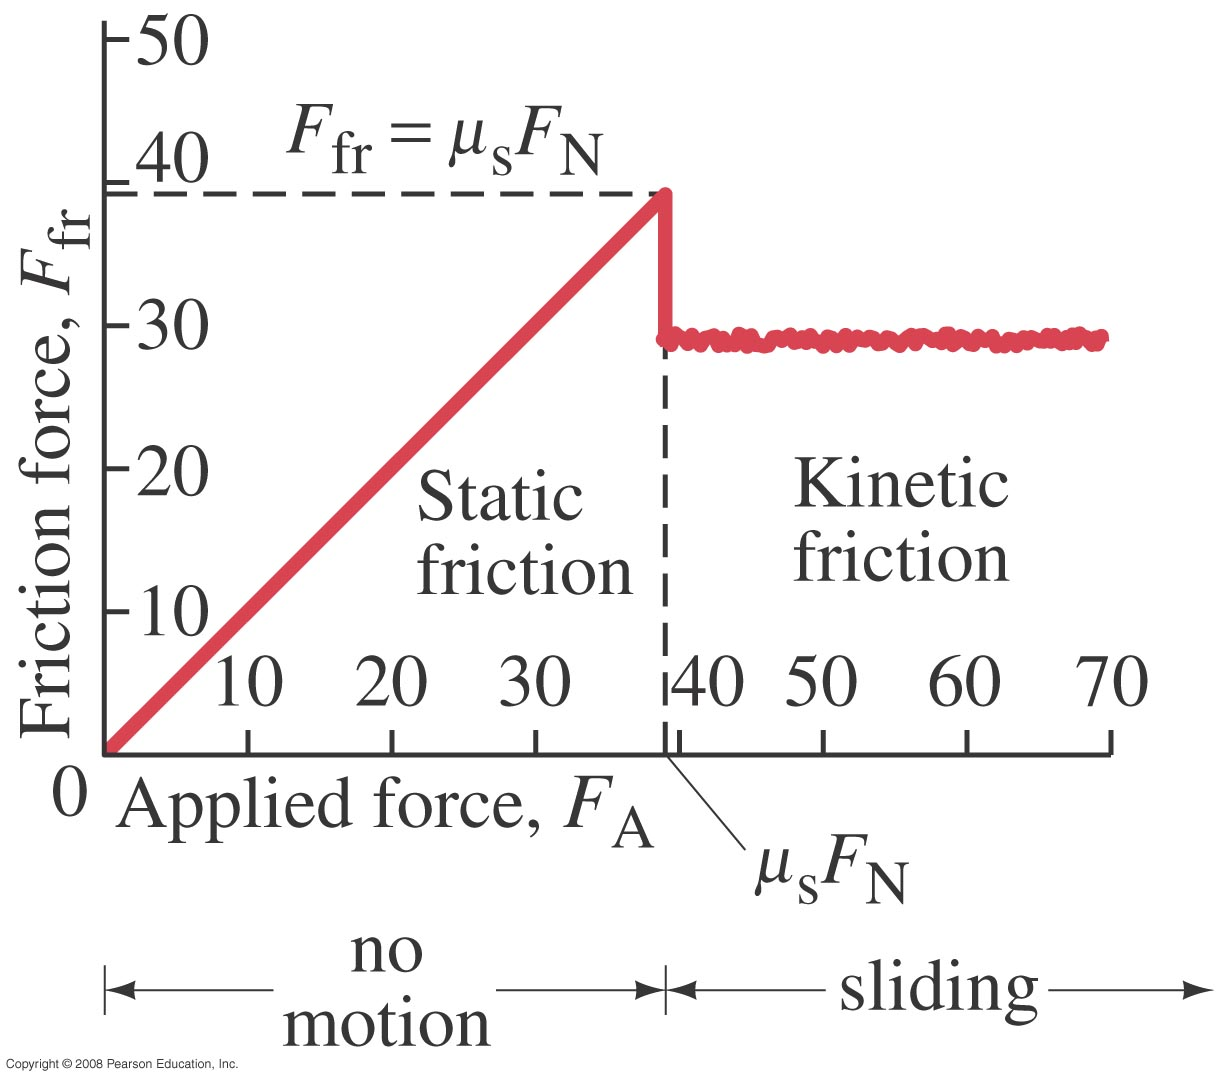 50
F_fr = μ_s F_N
40
Friction force, F_fr
30
20
Static
friction
Kinetic
friction
10
10 20 30 40 50 60 70
0
Applied force, F_A
μ_s F_N
no
motion
sliding
Copyright © 2008 Pearson Education, Inc.